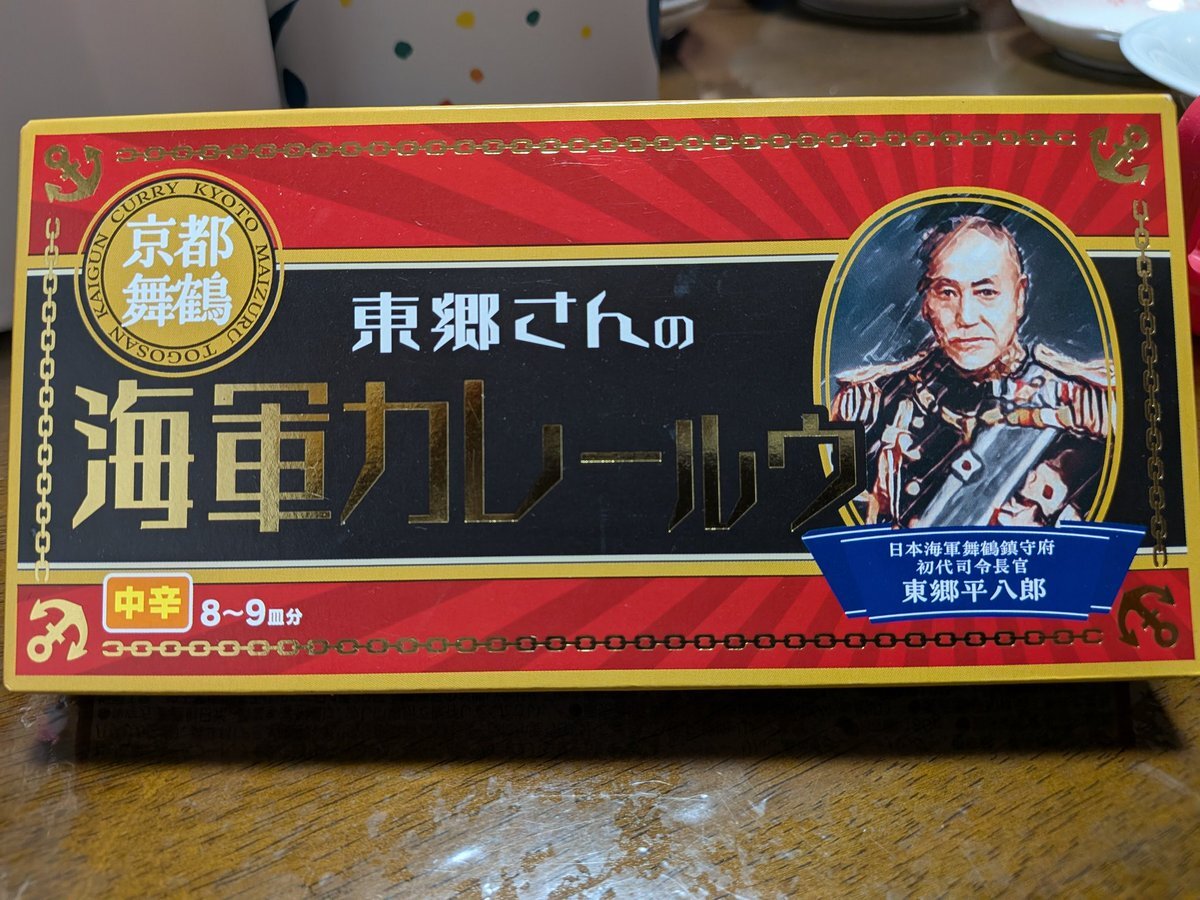 京都
舞鶴
KAIGUN CURRY KYOTO MAIZURU TOGOSAN
東郷さんの
海軍カレールウ
日本海軍舞鶴鎮守府
初代司令長官
東郷平八郎
中辛
8〜9皿分